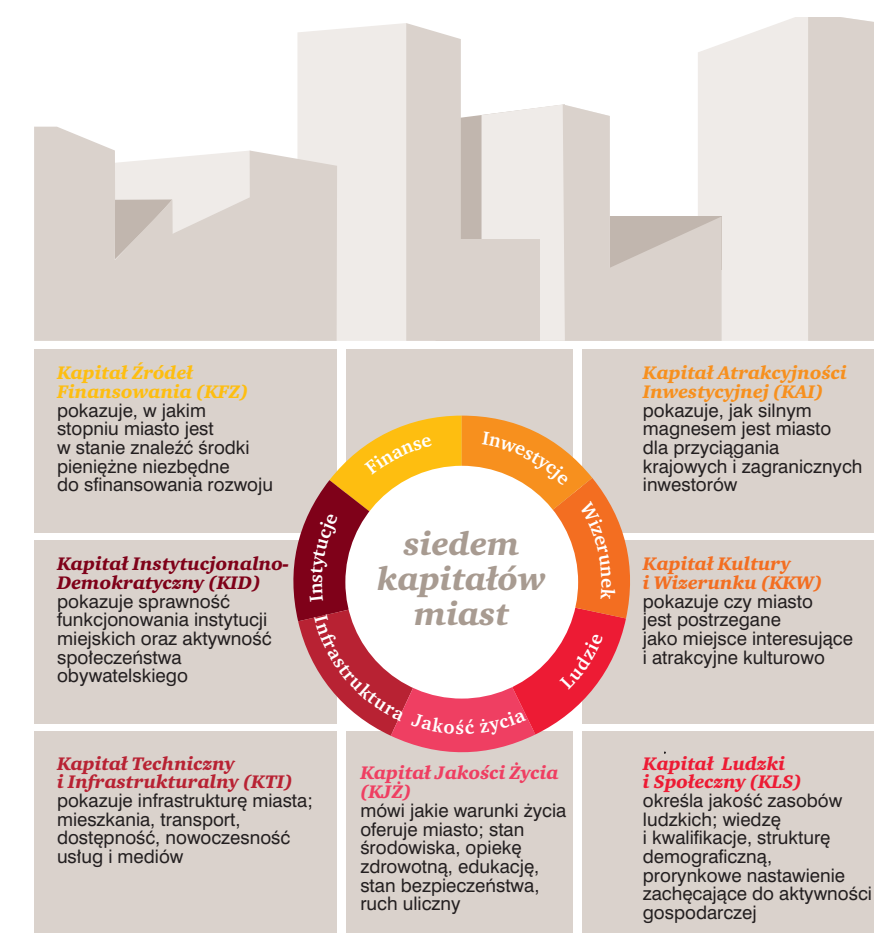 Kapitał Źródeł
Finansowania (KFZ)
pokazuje, w jakim
stopniu miasto jest
w stanie znaleźć środki
pieniężne niezbędne
do sfinansowania rozwoju
Kapitał Atrakcyjności
Inwestycyjnej (KAI)
pokazuje, jak silnym
magnesem jest miasto
dla przyciągania
krajowych i zagranicznych
inwestorów
Finanse
Inwestycje
Wizerunek
Ludzie
Jakość życia
Infrastruktura
Instytucje
siedem
kapitałów
miast
Kapitał Instytucjonalno-
Demokratyczny (KID)
pokazuje sprawność
funkcjonowania instytucji
miejskich oraz aktywność
społeczeństwa
obywatelskiego
Kapitał Kultury
i Wizerunku (KKW)
pokazuje czy miasto
jest postrzegane
jako miejsce interesujące
i atrakcyjne kulturowo
Kapitał Techniczny
i Infrastrukturalny (KTI)
pokazuje infrastrukturę miasta;
mieszkania, transport,
dostępność, nowoczesność
usług i mediów
Kapitał Jakości Życia
(KJŻ)
mówi jakie warunki życia
oferuje miasto; stan
środowiska, opiekę
zdrowotną, edukację,
stan bezpieczeństwa,
ruch uliczny
Kapitał Ludzki
i Społeczny (KLS)
określa jakość zasobów
ludzkich; wiedzę
i kwalifikacje, strukturę
demograficzną,
prorynkowe nastawienie
zachęcające do aktywności
gospodarczej